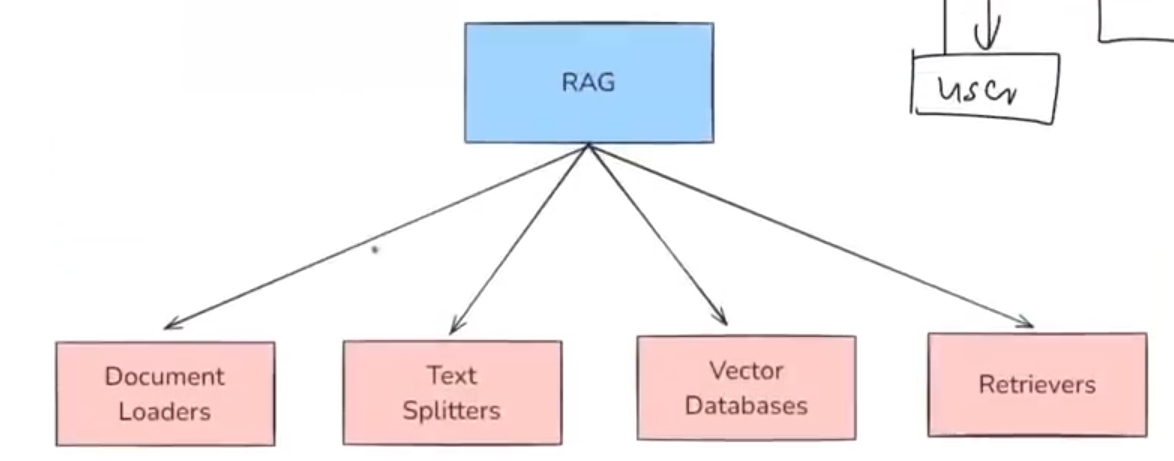 RAG
user
Document
Loaders
Text
Splitters
Vector
Databases
Retrievers